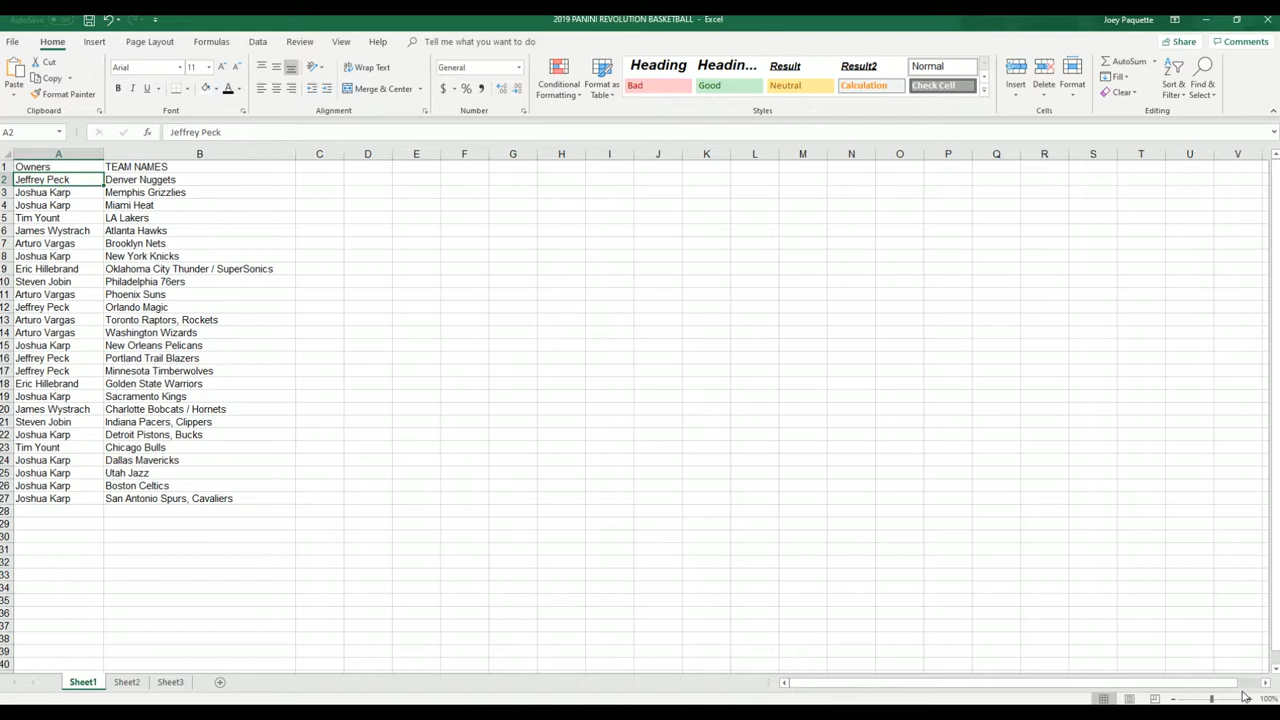 AutoSave Off 2019 PANINI REVOLUTION BASKETBALL - Excel Joey Paquette
File Home Insert Page Layout Formulas Data Review View Help Tell me what you want to do Share Comments
Paste Cut Copy Format Painter Clipboard
Arial 11 A A B I U A Font
Wrap Text Merge & Center Alignment
General $ % , Number
Conditional Formatting Format as Table
Heading Headin... Result Result2 Normal
Bad Good Neutral Calculation Check Cell
Styles
Insert Delete Format Cells
AutoSum Fill Clear Sort & Filter Find & Select Editing
A2 fx Jeffrey Peck
A B C D E F G H I J K L M N O P Q R S T U V
1 Owners TEAM NAMES
2 Jeffrey Peck Denver Nuggets
3 Joshua Karp Memphis Grizzlies
4 Joshua Karp Miami Heat
5 Tim Yount LA Lakers
6 James Wystrach Atlanta Hawks
7 Arturo Vargas Brooklyn Nets
8 Joshua Karp New York Knicks
9 Eric Hillebrand Oklahoma City Thunder / SuperSonics
10 Steven Jobin Philadelphia 76ers
11 Arturo Vargas Phoenix Suns
12 Jeffrey Peck Orlando Magic
13 Arturo Vargas Toronto Raptors, Rockets
14 Arturo Vargas Washington Wizards
15 Joshua Karp New Orleans Pelicans
16 Jeffrey Peck Portland Trail Blazers
17 Jeffrey Peck Minnesota Timberwolves
18 Eric Hillebrand Golden State Warriors
19 Joshua Karp Sacramento Kings
20 James Wystrach Charlotte Bobcats / Hornets
21 Steven Jobin Indiana Pacers, Clippers
22 Joshua Karp Detroit Pistons, Bucks
23 Tim Yount Chicago Bulls
24 Joshua Karp Dallas Mavericks
25 Joshua Karp Utah Jazz
26 Joshua Karp Boston Celtics
27 Joshua Karp San Antonio Spurs, Cavaliers
28
29
30
31
32
33
34
35
36
37
38
39
40
Sheet1 Sheet2 Sheet3
100%